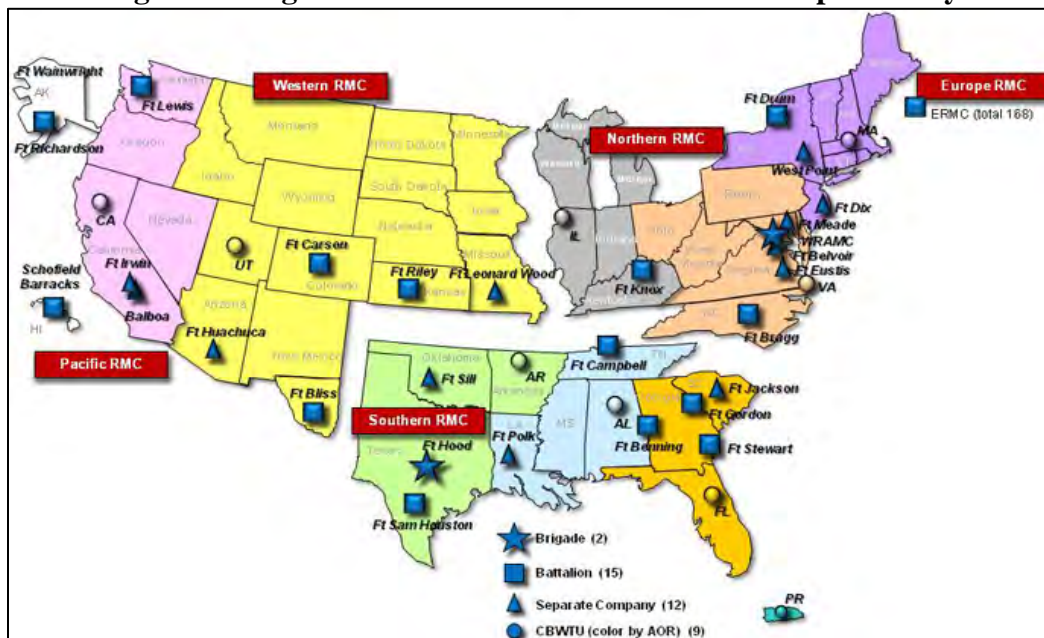 Western RMC
Europe RMC
ERMC (total 168)
Northern RMC
Ft Wainwright
AK
Ft Richardson
Ft Lewis
Oregon
Montana
North Dakota
Minnesota
Idaho
South Dakota
Wyoming
Iowa
Nebraska
Nevada
CA
California
UT
Ft Carson
Colorado
Ft Riley
Kansas
Missouri
Ft Leonard Wood
Ft Irwin
Balboa
Arizona
Ft Huachuca
New Mexico
Ft Bliss
Schofield
Barracks
HI
Pacific RMC
IL
Indiana
Ohio
Kentucky
Ft Knox
Ft Drum
MA
West Point
Ft Dix
Ft Meade
WRAMC
Ft Belvoir
Ft Eustis
Virginia
VA
NC
Ft Bragg
Oklahoma
Ft Sill
AR
Arkansas
TN
Ft Campbell
Southern RMC
Texas
Ft Hood
LA
Ft Polk
MS
AL
Ft Benning
Ft Jackson
Ft Gordon
Ft Stewart
Ft Sam Houston
FL
PR
Brigade (2)
Battalion (15)
Separate Company (12)
CBWTU (color by AOR) (9)